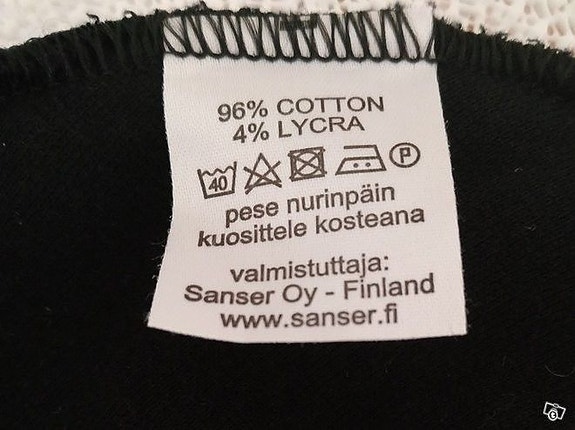 96% COTTON
4% LYCRA
40 P
pese nurinpäin
kuosittele kosteana
valmistuttaja:
Sanser Oy - Finland
www.sanser.fi